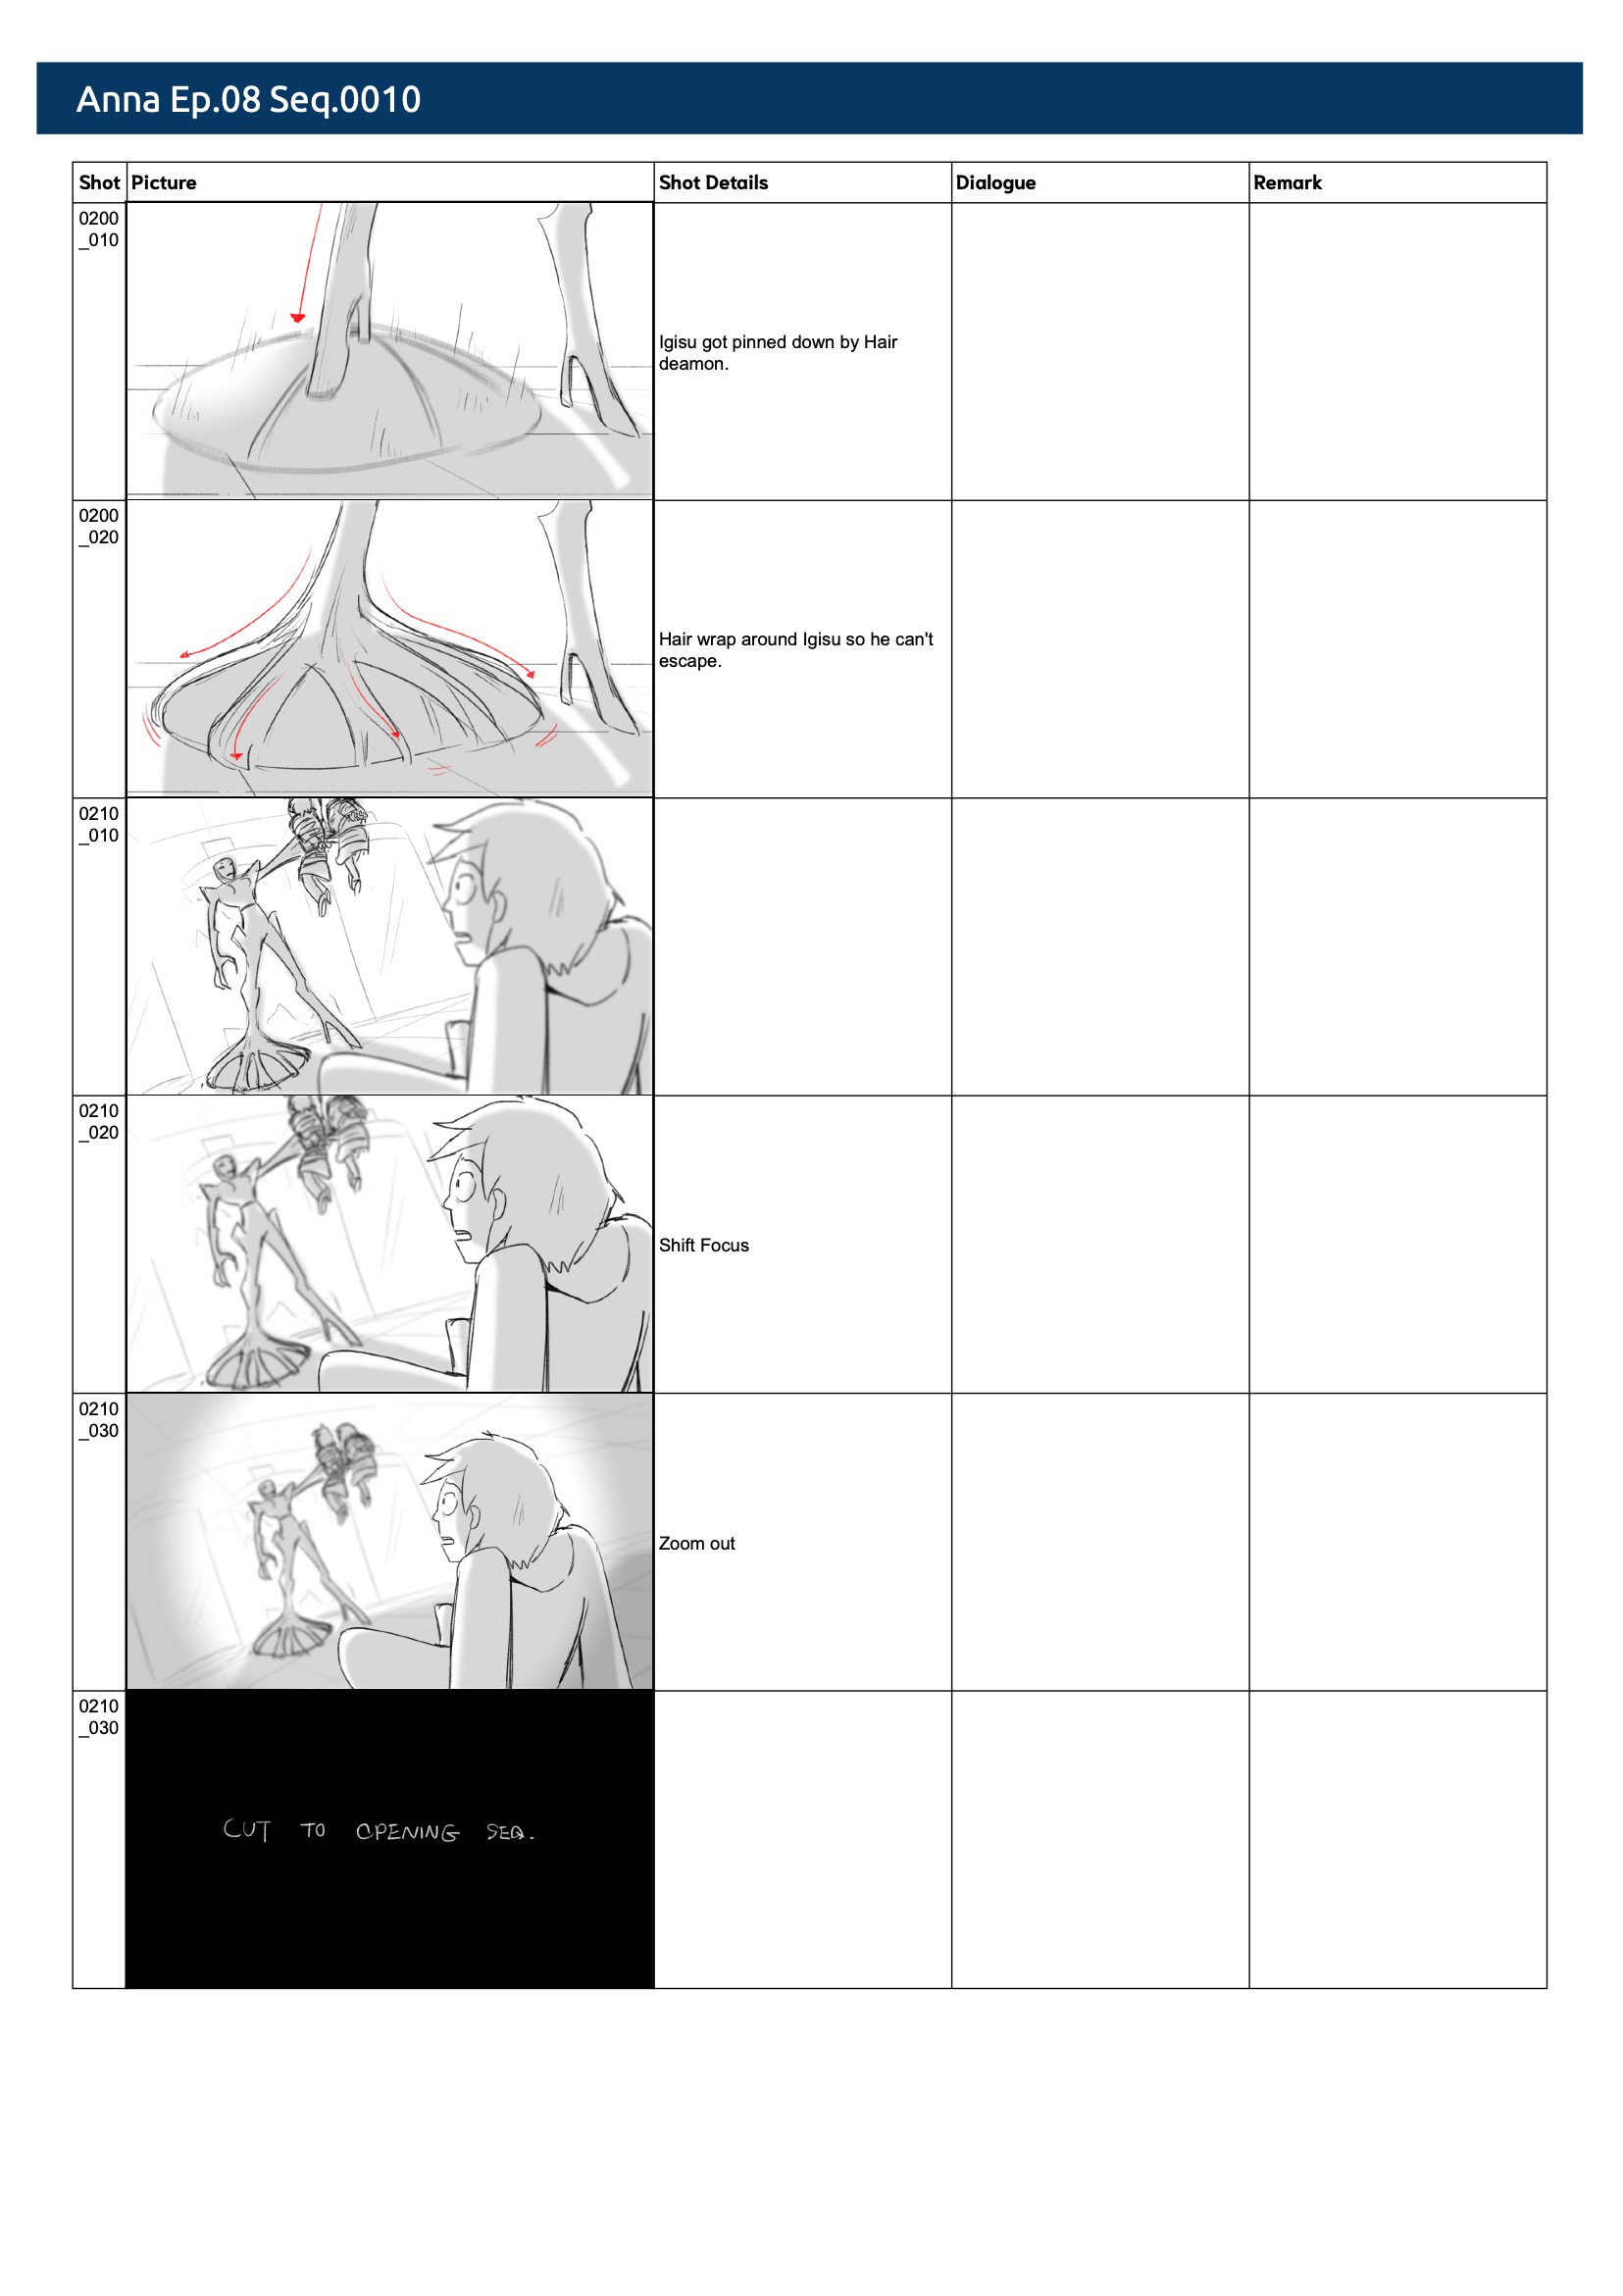 Anna Ep.08 Seq.0010
Shot Picture Shot Details Dialogue Remark
0200
_010
Igisu got pinned down by Hair
deamon.
0200
_020
Hair wrap around Igisu so he can't
escape.
0210
_010
0210
_020
Shift Focus
0210
_030
Zoom out
0210
_030
CUT TO OPENING SEQ.